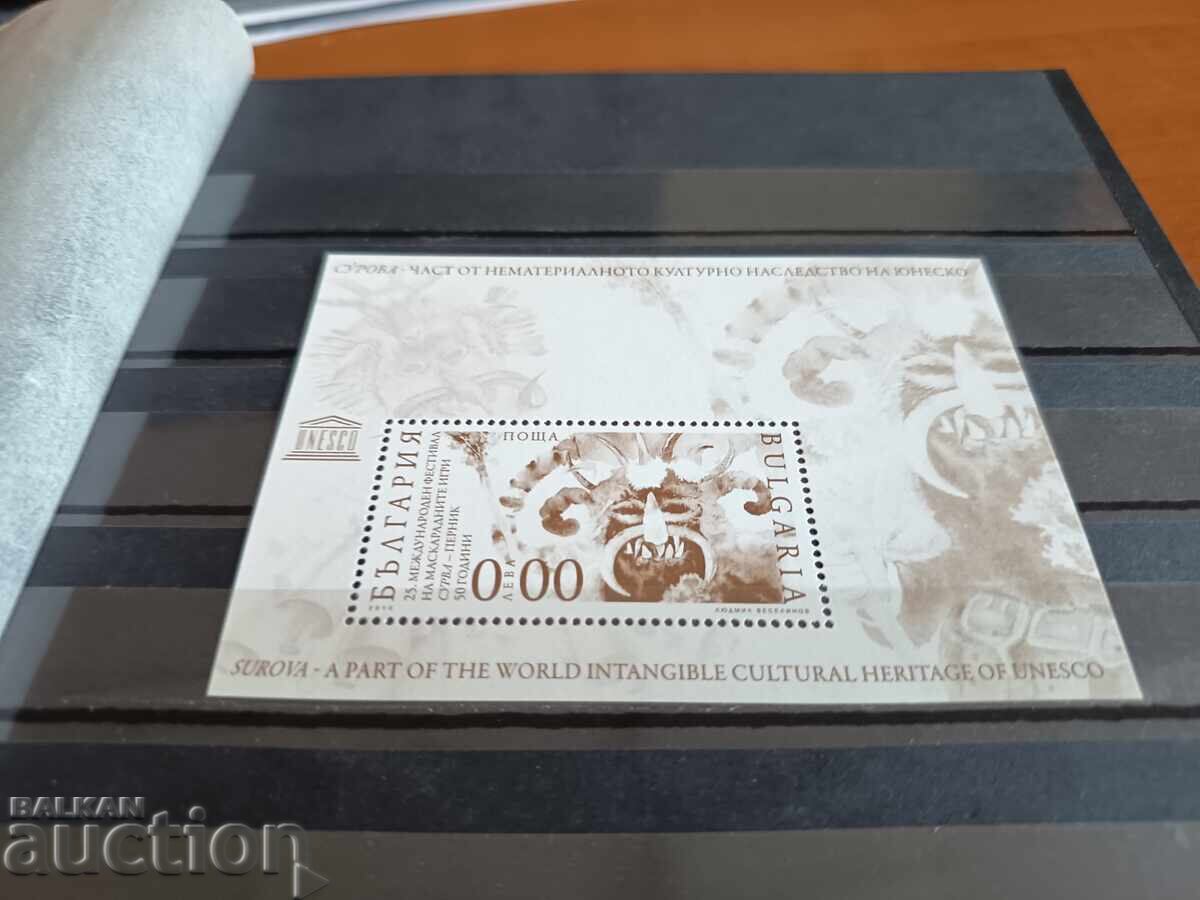 СУРОВА - ЧАСТ ОТ НЕМАТЕРИАЛНОТО КУЛТУРНО НАСЛЕДСТВО НА ЮНЕСКО
UNESCO
БЪЛГАРИЯ
25. МЕЖДУНАРОДЕН ФЕСТИВАЛ
НА МАСКАРАДНИТЕ ИГРИ
СУРВА – ПЕРНИК
50 ГОДИНИ
ПОЩА
0.00
ЛЕВА
BULGARIA
ЛЮДМИЛ ВЕСЕЛИНОВ
SUROVA - A PART OF THE WORLD INTANGIBLE CULTURAL HERITAGE OF UNESCO
BALKAN
auction